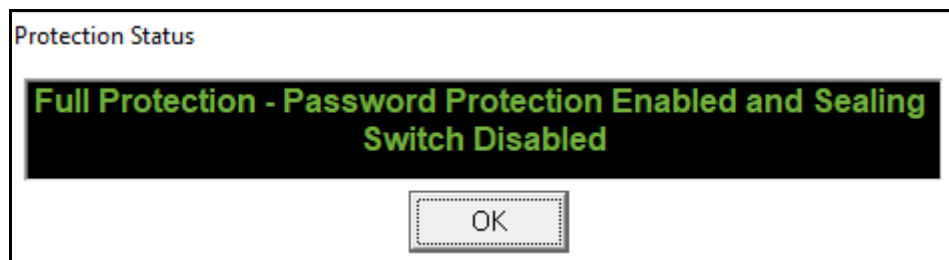 Protection Status
Full Protection - Password Protection Enabled and Sealing
Switch Disabled
OK